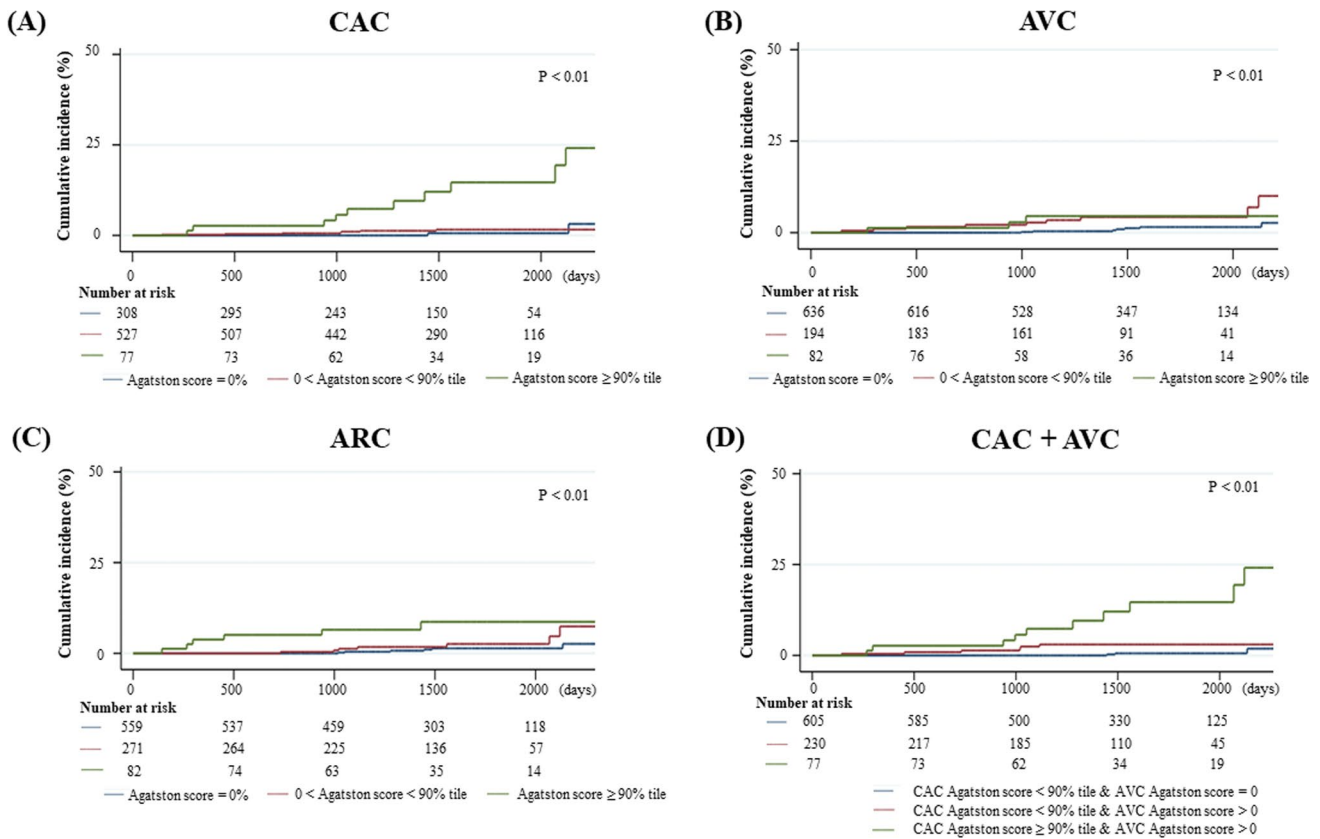 (A) CAC
Cumulative incidence (%)
50
25
0
P < 0.01
0 500 1000 1500 2000 (days)
Number at risk
308 295 243 150 54
527 507 442 290 116
77 73 62 34 19
Agatston score = 0% 0 < Agatston score < 90% tile Agatston score ≥ 90% tile
(B) AVC
Cumulative incidence (%)
50
25
0
P < 0.01
0 500 1000 1500 2000 (days)
Number at risk
636 616 528 347 134
194 183 161 91 41
82 76 58 36 14
Agatston score = 0% 0 < Agatston score < 90% tile Agatston score ≥ 90% tile
(C) ARC
Cumulative incidence (%)
50
25
0
P < 0.01
0 500 1000 1500 2000 (days)
Number at risk
559 537 459 303 118
271 264 225 136 57
82 74 63 35 14
Agatston score = 0% 0 < Agatston score < 90% tile Agatston score ≥ 90% tile
(D) CAC + AVC
Cumulative incidence (%)
50
25
0
P < 0.01
0 500 1000 1500 2000 (days)
Number at risk
605 585 500 330 125
230 217 185 110 45
77 73 62 34 19
CAC Agatston score < 90% tile & AVC Agatston score = 0
CAC Agatston score < 90% tile & AVC Agatston score > 0
CAC Agatston score ≥ 90% tile & AVC Agatston score > 0